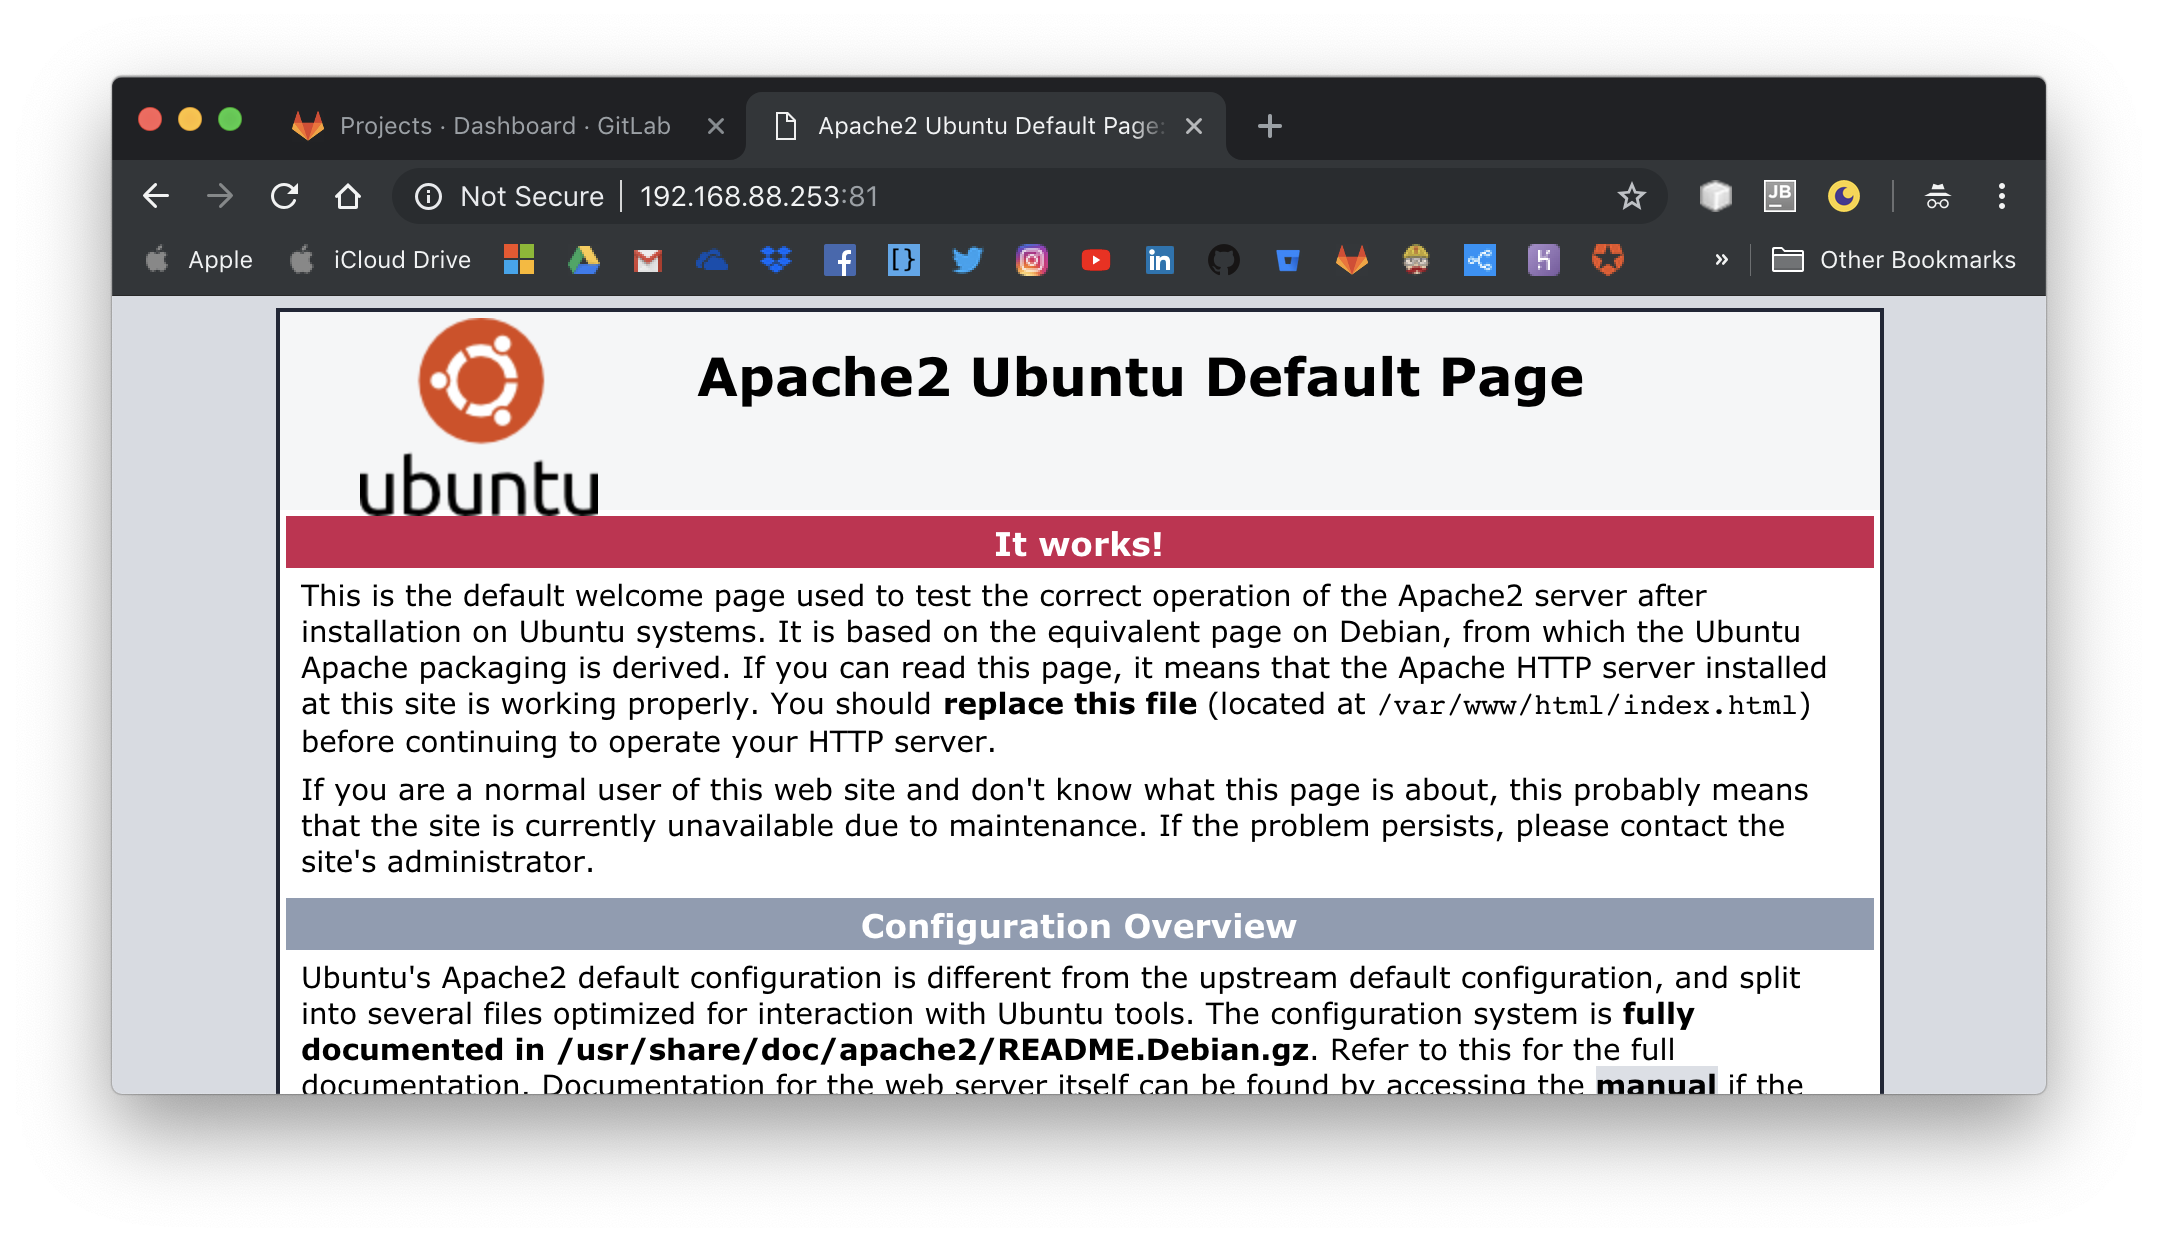 Projects · Dashboard · GitLab
Apache2 Ubuntu Default Page:
Not Secure | 192.168.88.253:81
JB
Apple
iCloud Drive
Other Bookmarks
ubuntu
Apache2 Ubuntu Default Page
It works!
This is the default welcome page used to test the correct operation of the Apache2 server after
installation on Ubuntu systems. It is based on the equivalent page on Debian, from which the Ubuntu
Apache packaging is derived. If you can read this page, it means that the Apache HTTP server installed
at this site is working properly. You should replace this file (located at /var/www/html/index.html)
before continuing to operate your HTTP server.
If you are a normal user of this web site and don't know what this page is about, this probably means
that the site is currently unavailable due to maintenance. If the problem persists, please contact the
site's administrator.
Configuration Overview
Ubuntu's Apache2 default configuration is different from the upstream default configuration, and split
into several files optimized for interaction with Ubuntu tools. The configuration system is fully
documented in /usr/share/doc/apache2/README.Debian.gz. Refer to this for the full
documentation. Documentation for the web server itself can be found by accessing the manual if the